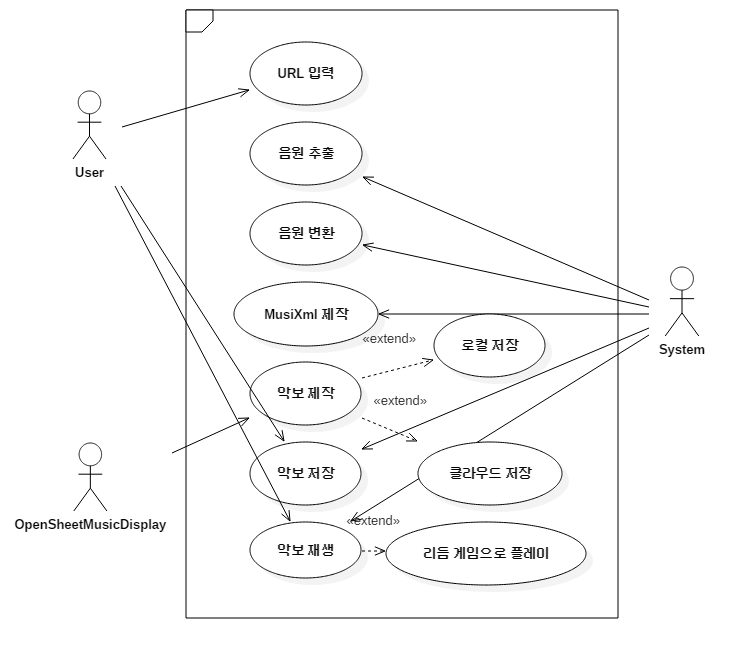 URL 입력
음원 추출
User
음원 변환
MusiXml 제작
«extend»
로컬 저장
System
악보 제작
«extend»
악보 저장
클라우드 저장
OpenSheetMusicDisplay
«extend»
악보 재생
리듬 게임으로 플레이